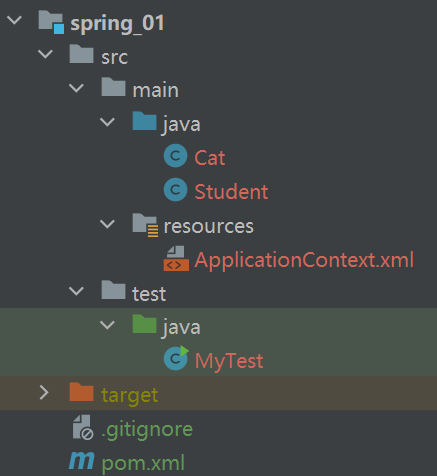 spring_01
src
main
java
Cat
Student
resources
ApplicationContext.xml
test
java
MyTest
target
.gitignore
pom.xml